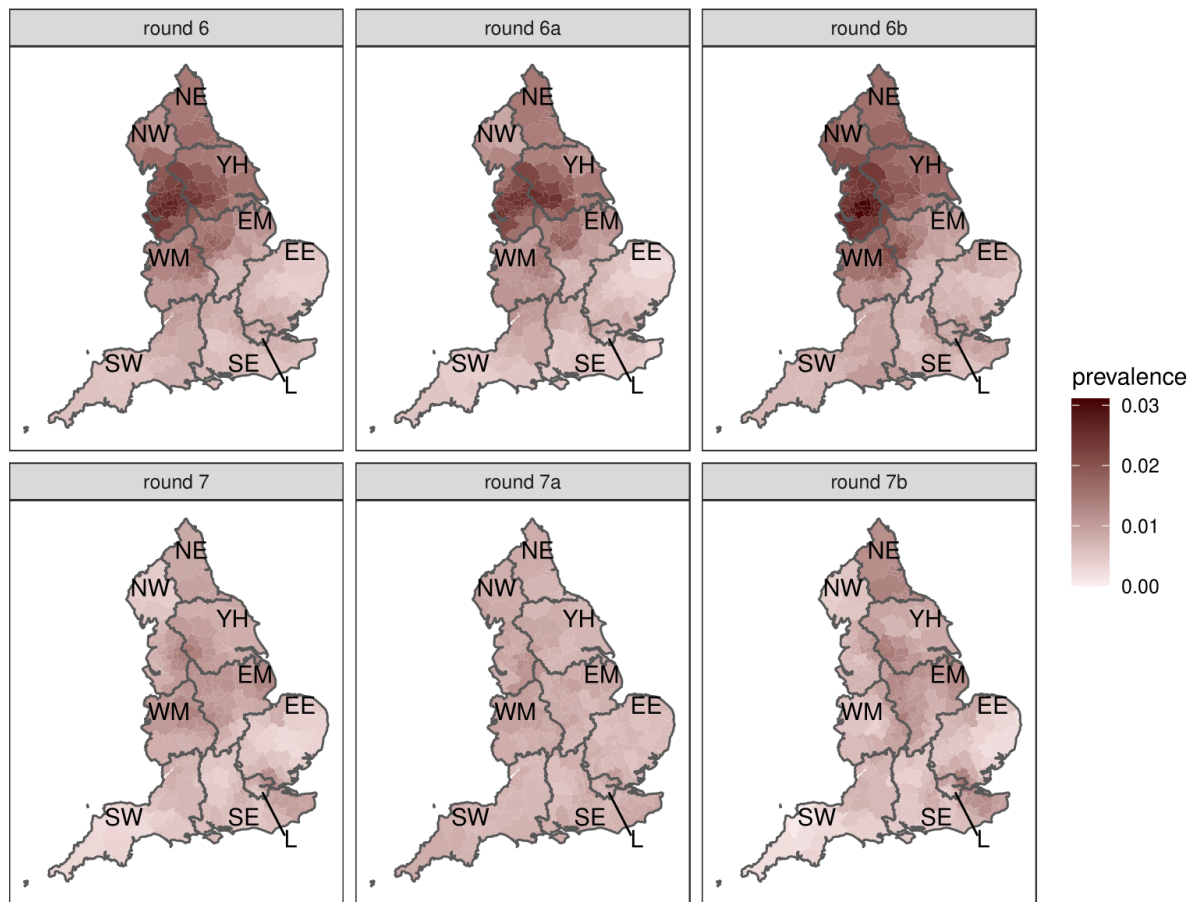 round 6
round 6a
round 6b
NE
NW
YH
EM
WM
EE
SW
SE
L
NE
NW
YH
EM
WM
EE
SW
SE
L
NE
NW
YH
EM
WM
EE
SW
SE
L
prevalence
0.03
0.02
0.01
0.00
round 7
round 7a
round 7b
NE
NW
YH
EM
WM
EE
SW
SE
L
NE
NW
YH
EM
WM
EE
SW
SE
L
NE
NW
YH
EM
WM
EE
SW
SE
L